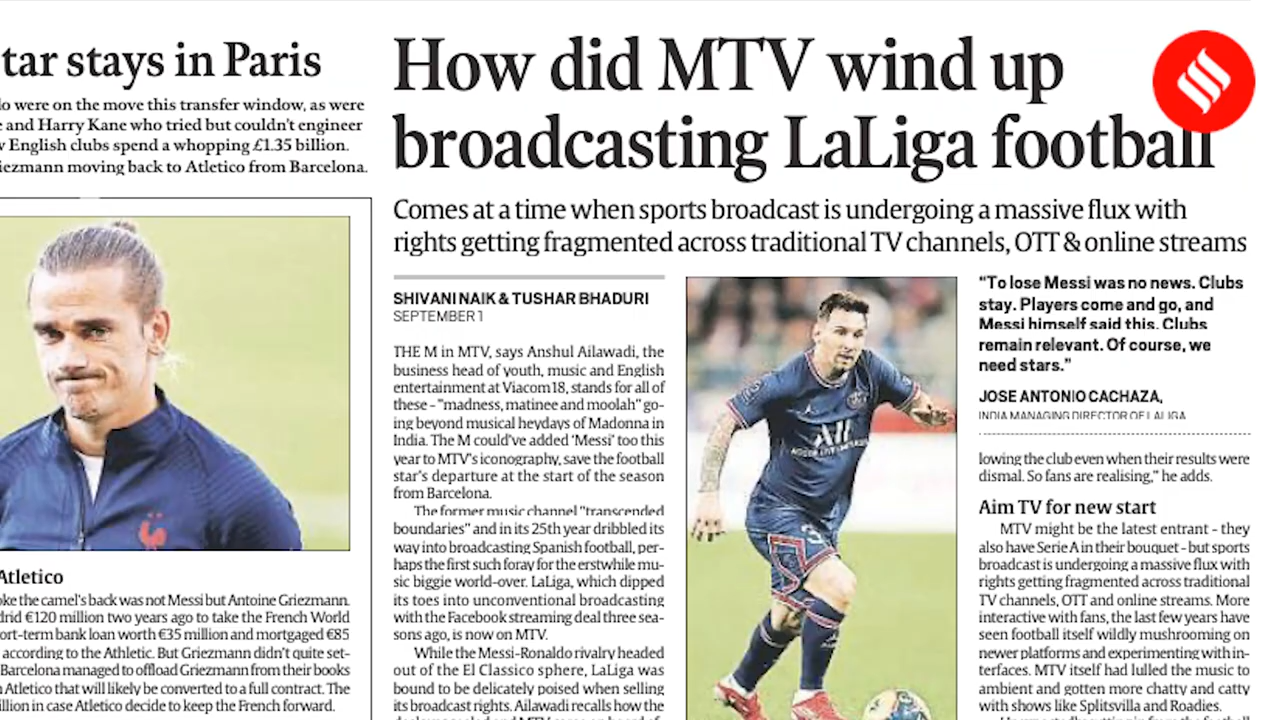 tar stays in Paris
lo were on the move this transfer window, as were
e and Harry Kane who tried but couldn't engineer
v English clubs spend a whopping £1.35 billion.
iezmann moving back to Atletico from Barcelona.
Atletico
oke the camel's back was not Messi but Antoine Griezmann.
drid €120 million two years ago to take the French World
ort-term bank loan worth €35 million and mortgaged €85
according to the Athletic. But Griezmann didn't quite set-
Barcelona managed to offload Griezmann from their books
n Atletico that will likely be converted to a full contract. The
illion in case Atletico decide to keep the French forward.
How did MTV wind up
broadcasting LaLiga football
Comes at a time when sports broadcast is undergoing a massive flux with
rights getting fragmented across traditional TV channels, OTT & online streams
SHIVANI NAIK & TUSHAR BHADURI
SEPTEMBER 1
THE M in MTV, says Anshul Ailawadi, the
business head of youth, music and English
entertainment at Viacom18, stands for all of
these – "madness, matinee and moolah" go-
ing beyond musical heydays of Madonna in
India. The M could've added 'Messi' too this
year to MTV's iconography, save the football
star's departure at the start of the season
from Barcelona.
The former music channel "transcended
boundaries" and in its 25th year dribbled its
way into broadcasting Spanish football, per-
haps the first such foray for the erstwhile mu-
sic biggie world-over. LaLiga, which dipped
its toes into unconventional broadcasting
with the Facebook streaming deal three sea-
sons ago, is now on MTV.
While the Messi-Ronaldo rivalry headed
out of the El Classico sphere, LaLiga was
bound to be delicately poised when selling
its broadcast rights. Ailawadi recalls how the
"To lose Messi was no news. Clubs
stay. Players come and go, and
Messi himself said this. Clubs
remain relevant. Of course, we
need stars."
JOSE ANTONIO CACHAZA,
INDIA MANAGING DIRECTOR OF LALIGA
lowing the club even when their results were
dismal. So fans are realising," he adds.
Aim TV for new start
MTV might be the latest entrant – they
also have Serie A in their bouquet – but sports
broadcast is undergoing a massive flux with
rights getting fragmented across traditional
TV channels, OTT and online streams. More
interactive with fans, the last few years have
seen football itself wildly mushrooming on
newer platforms and experimenting with in-
terfaces. MTV itself had lulled the music to
ambient and gotten more chatty and catty
with shows like Splitsvilla and Roadies.